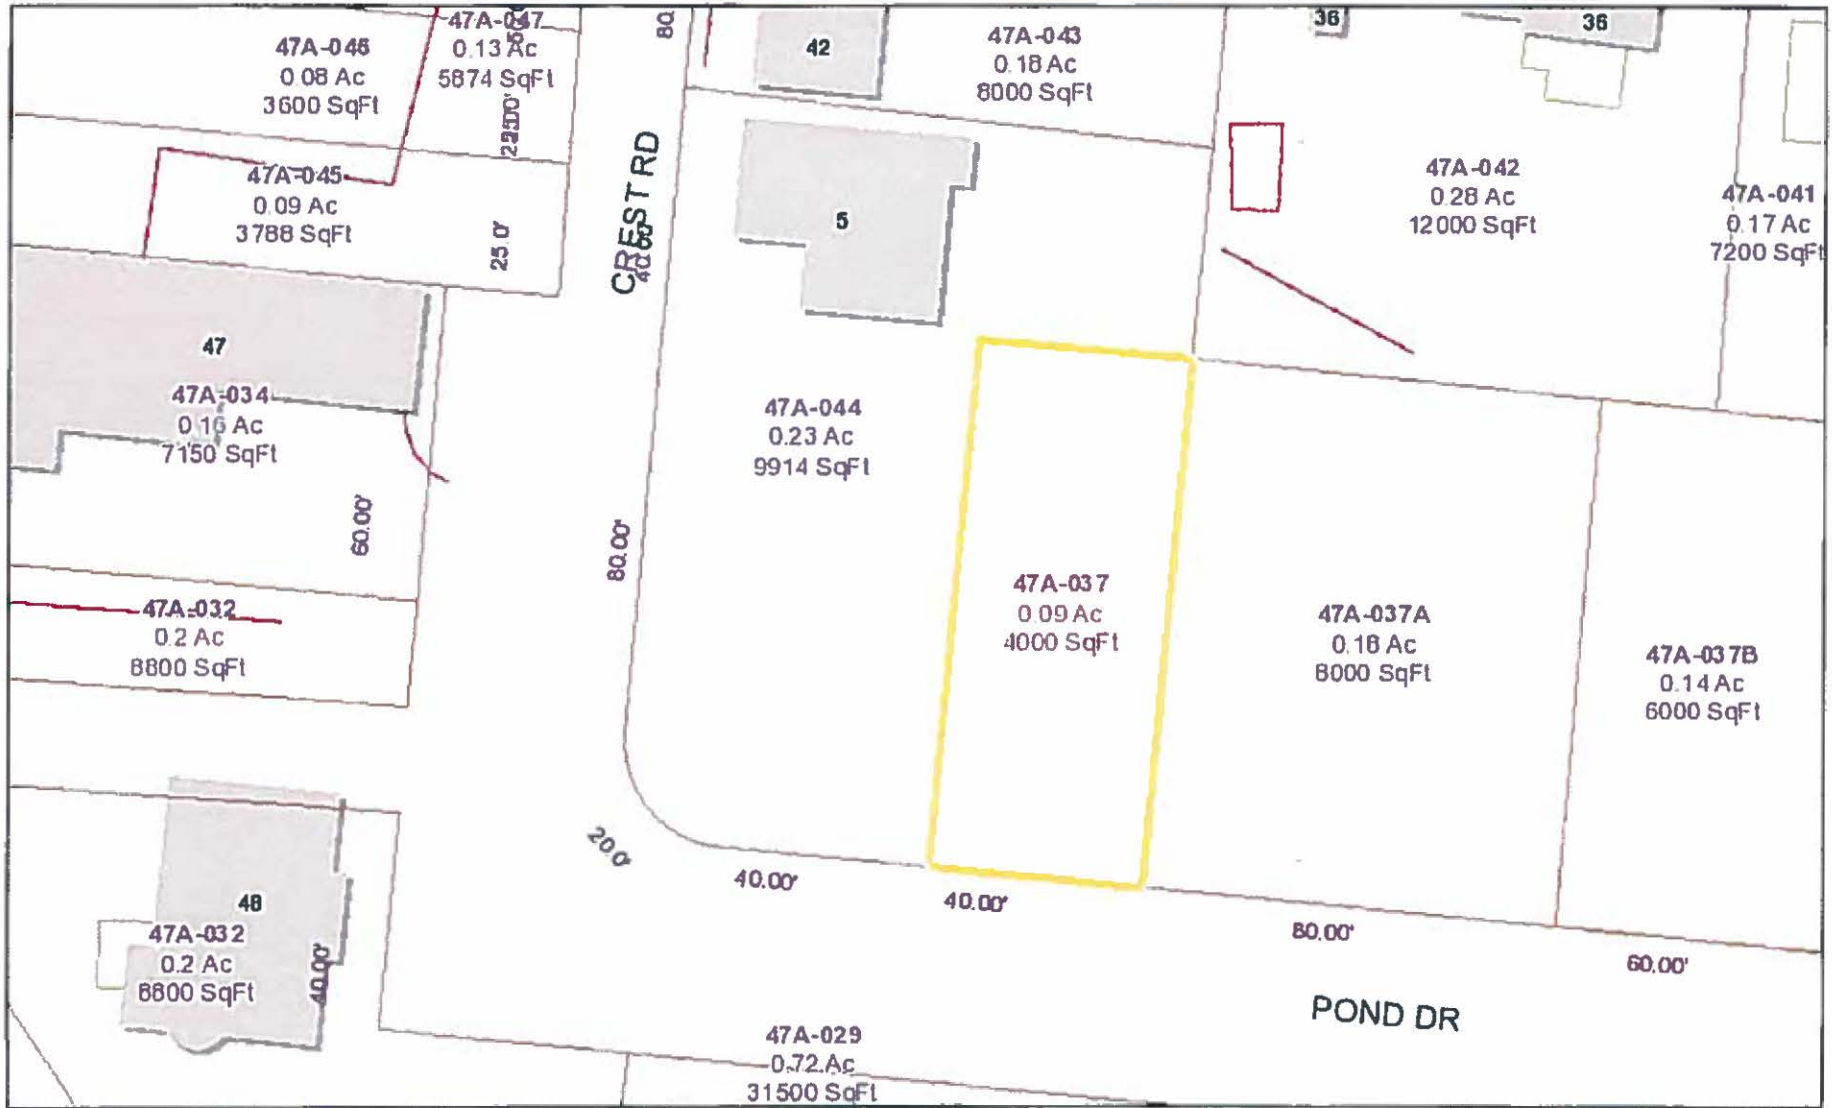 47A-046
0.08 Ac
3600 SqFt
47A-047
0.13 Ac
5874 SqFt
80.
42
47A-043
0.18 Ac
8000 SqFt
36
36
47A-045
0.09 Ac
3788 SqFt
25.0'
CREST RD
5
47A-042
0.28 Ac
12000 SqFt
47A-041
0.17 Ac
7200 SqFt
47
47A-034
0.16 Ac
7150 SqFt
60.00'
47A-044
0.23 Ac
9914 SqFt
80.00'
47A-032
0.2 Ac
8800 SqFt
47A-037
0.09 Ac
4000 SqFt
47A-037A
0.18 Ac
8000 SqFt
47A-037B
0.14 Ac
6000 SqFt
20.0'
40.00'
40.00'
80.00'
60.00'
48
47A-032
0.2 Ac
8800 SqFt
40.00'
POND DR
47A-029
0.72 Ac
31500 SqFt